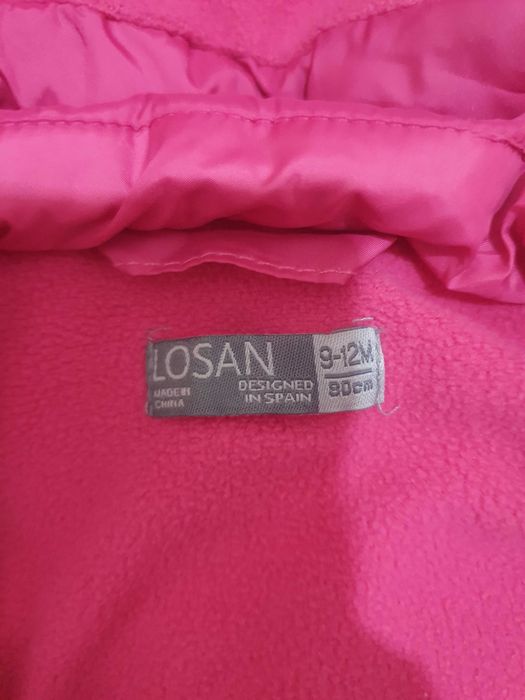 LOSAN
DESIGNED
IN SPAIN
MADE IN
CHINA
9-12M
80cm